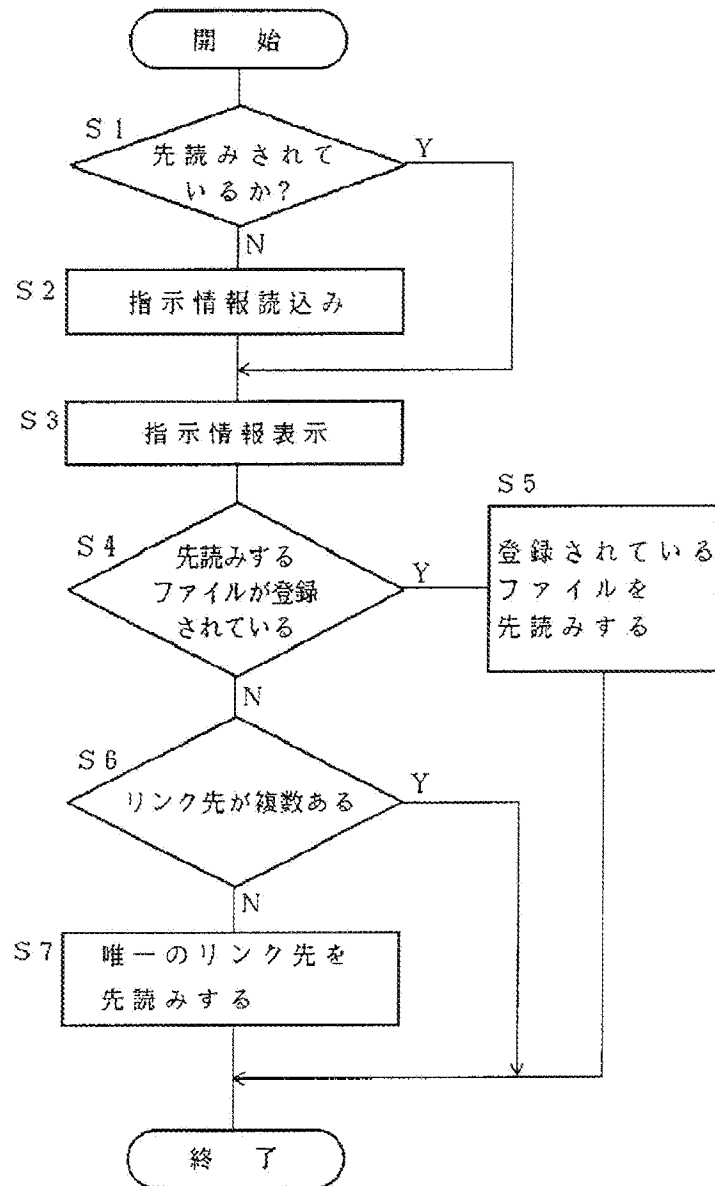 開始
S1
先読みされて
いるか?
Y
N
S2
指示情報読込み
S3
指示情報表示
S4
先読みする
ファイルが登録
されている
Y
N
S5
登録されている
ファイルを
先読みする
S6
リンク先が複数ある
Y
N
S7
唯一のリンク先を
先読みする
終了